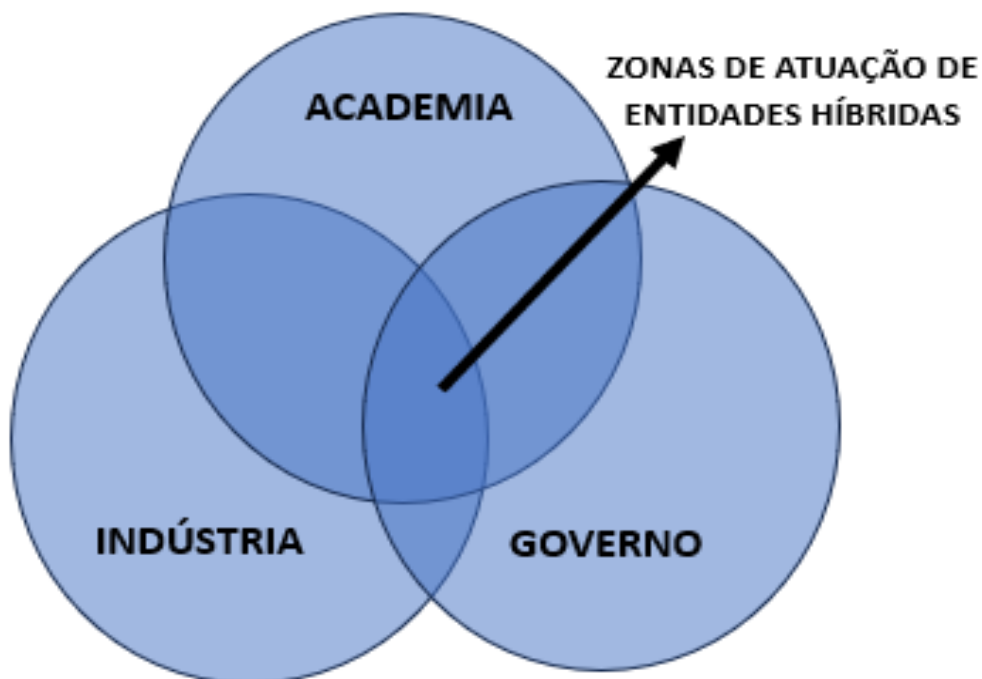 ACADEMIA
ZONAS DE ATUAÇÃO DE
ENTIDADES HÍBRIDAS
INDÚSTRIA
GOVERNO